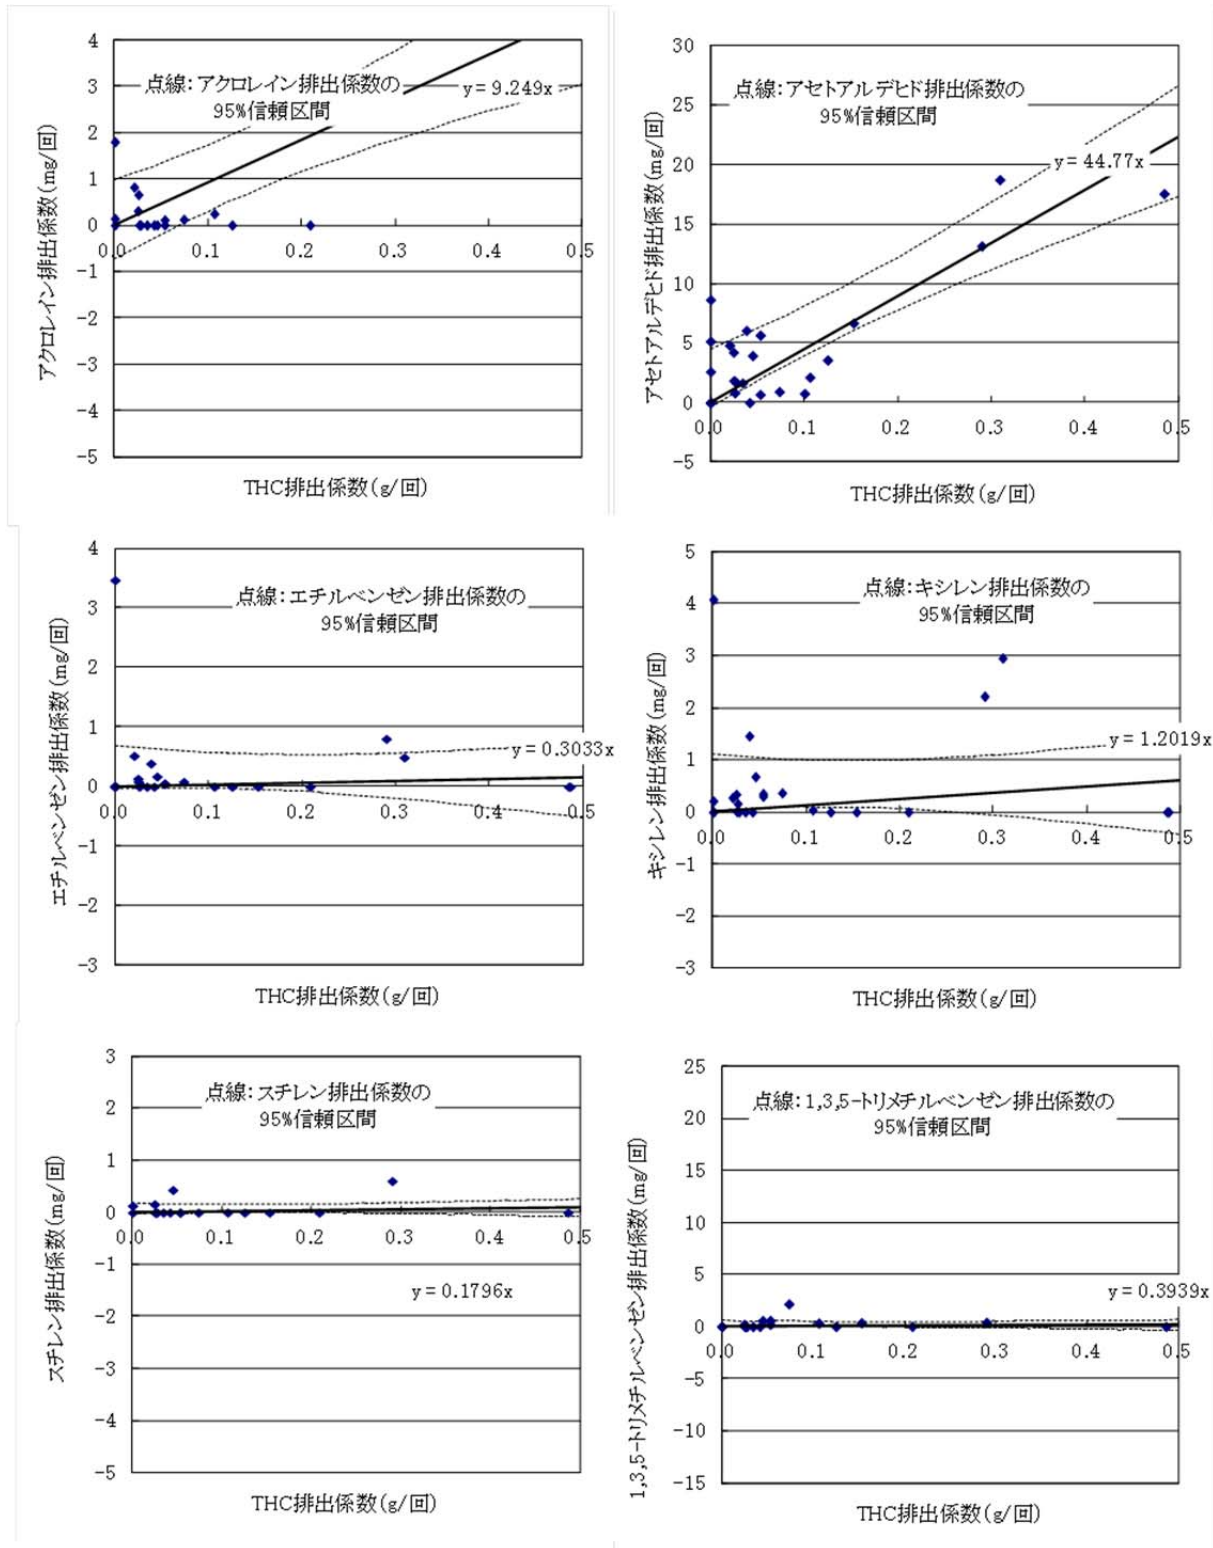 4
3
2
1
0
-1
-2
-3
-4
-5
0.0
0.1
0.2
0.3
0.4
0.5
点線：アクロレイン排出係数の
95%信頼区間
y = 9.249x
アクロレイン排出係数(mg/回)
THC排出係数(g/回)
30
25
20
15
10
5
0
-5
0.0
0.1
0.2
0.3
0.4
0.5
点線：アセトアルデヒド排出係数の
95%信頼区間
y = 44.77x
アセトアルデヒド排出係数(mg/回)
THC排出係数(g/回)
4
3
2
1
0
-1
-2
-3
0.0
0.1
0.2
0.3
0.4
0.5
点線：エチルベンゼン排出係数の
95%信頼区間
y = 0.3033x
エチルベンゼン排出係数(mg/回)
THC排出係数(g/回)
5
4
3
2
1
0
-1
-2
-3
0.0
0.1
0.2
0.3
0.4
0.5
点線：キシレン排出係数の
95%信頼区間
y = 1.2019x
キシレン排出係数(mg/回)
THC排出係数(g/回)
3
2
1
0
-1
-2
-3
-4
-5
0.0
0.1
0.2
0.3
0.4
0.5
点線：スチレン排出係数の
95%信頼区間
y = 0.1796x
スチレン排出係数(mg/回)
THC排出係数(g/回)
25
20
15
10
5
0
-5
-10
-15
0.0
0.1
0.2
0.3
0.4
0.5
点線：1,3,5-トリメチルベンゼン排出係数の
95%信頼区間
y = 0.3939x
1,3,5-トリメチルベンゼン排出係数(mg/回)
THC排出係数(g/回)